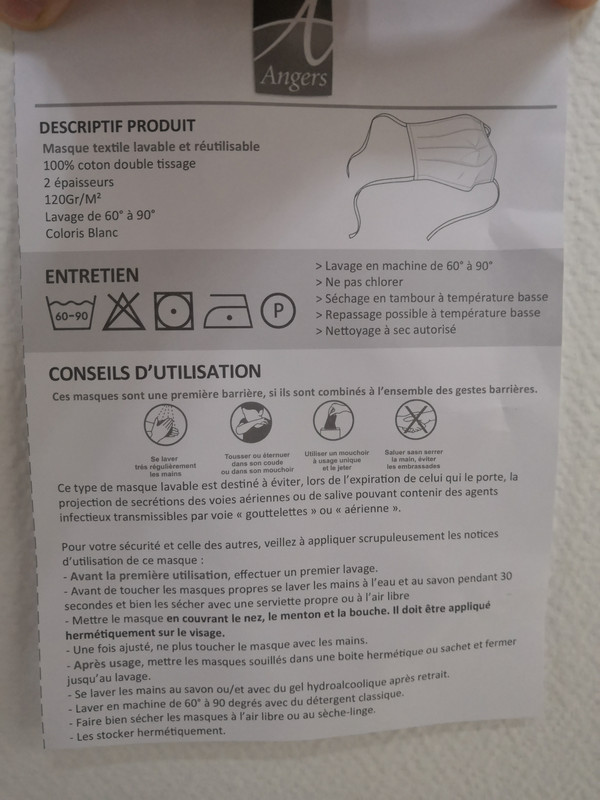 A
Angers
DESCRIPTIF PRODUIT
Masque textile lavable et réutilisable
100% coton double tissage
2 épaisseurs
120Gr/M²
Lavage de 60° à 90°
Coloris Blanc
ENTRETIEN
60-90
P
> Lavage en machine de 60° à 90°
> Ne pas chlorer
> Séchage en tambour à température basse
> Repassage possible à température basse
> Nettoyage à sec autorisé
CONSEILS D'UTILISATION
Ces masques sont une première barrière, si ils sont combinés à l'ensemble des gestes barrières.
Se laver
très régulièrement
les mains
Tousser ou éternuer
dans son coude
ou dans son mouchoir
Utiliser un mouchoir
à usage unique
et le jeter
Saluer sasn serrer
la main, éviter
les embrassades
Ce type de masque lavable est destiné à éviter, lors de l'expiration de celui qui le porte, la
projection de secrétions des voies aériennes ou de salive pouvant contenir des agents
infectieux transmissibles par voie « gouttelettes » ou « aérienne ».
Pour votre sécurité et celle des autres, veillez à appliquer scrupuleusement les notices
d'utilisation de ce masque :
- Avant la première utilisation, effectuer un premier lavage.
- Avant de toucher les masques propres se laver les mains à l'eau et au savon pendant 30
secondes et bien les sécher avec une serviette propre ou à l'air libre
- Mettre le masque en couvrant le nez, le menton et la bouche. Il doit être appliqué
hermétiquement sur le visage.
- Une fois ajusté, ne plus toucher le masque avec les mains.
- Après usage, mettre les masques souillés dans une boite hermétique ou sachet et fermer
jusqu'au lavage.
- Se laver les mains au savon ou/et avec du gel hydroalcoolique après retrait.
- Laver en machine de 60° à 90 degrés avec du détergent classique.
- Faire bien sécher les masques à l'air libre ou au sèche-linge.
- Les stocker hermétiquement.